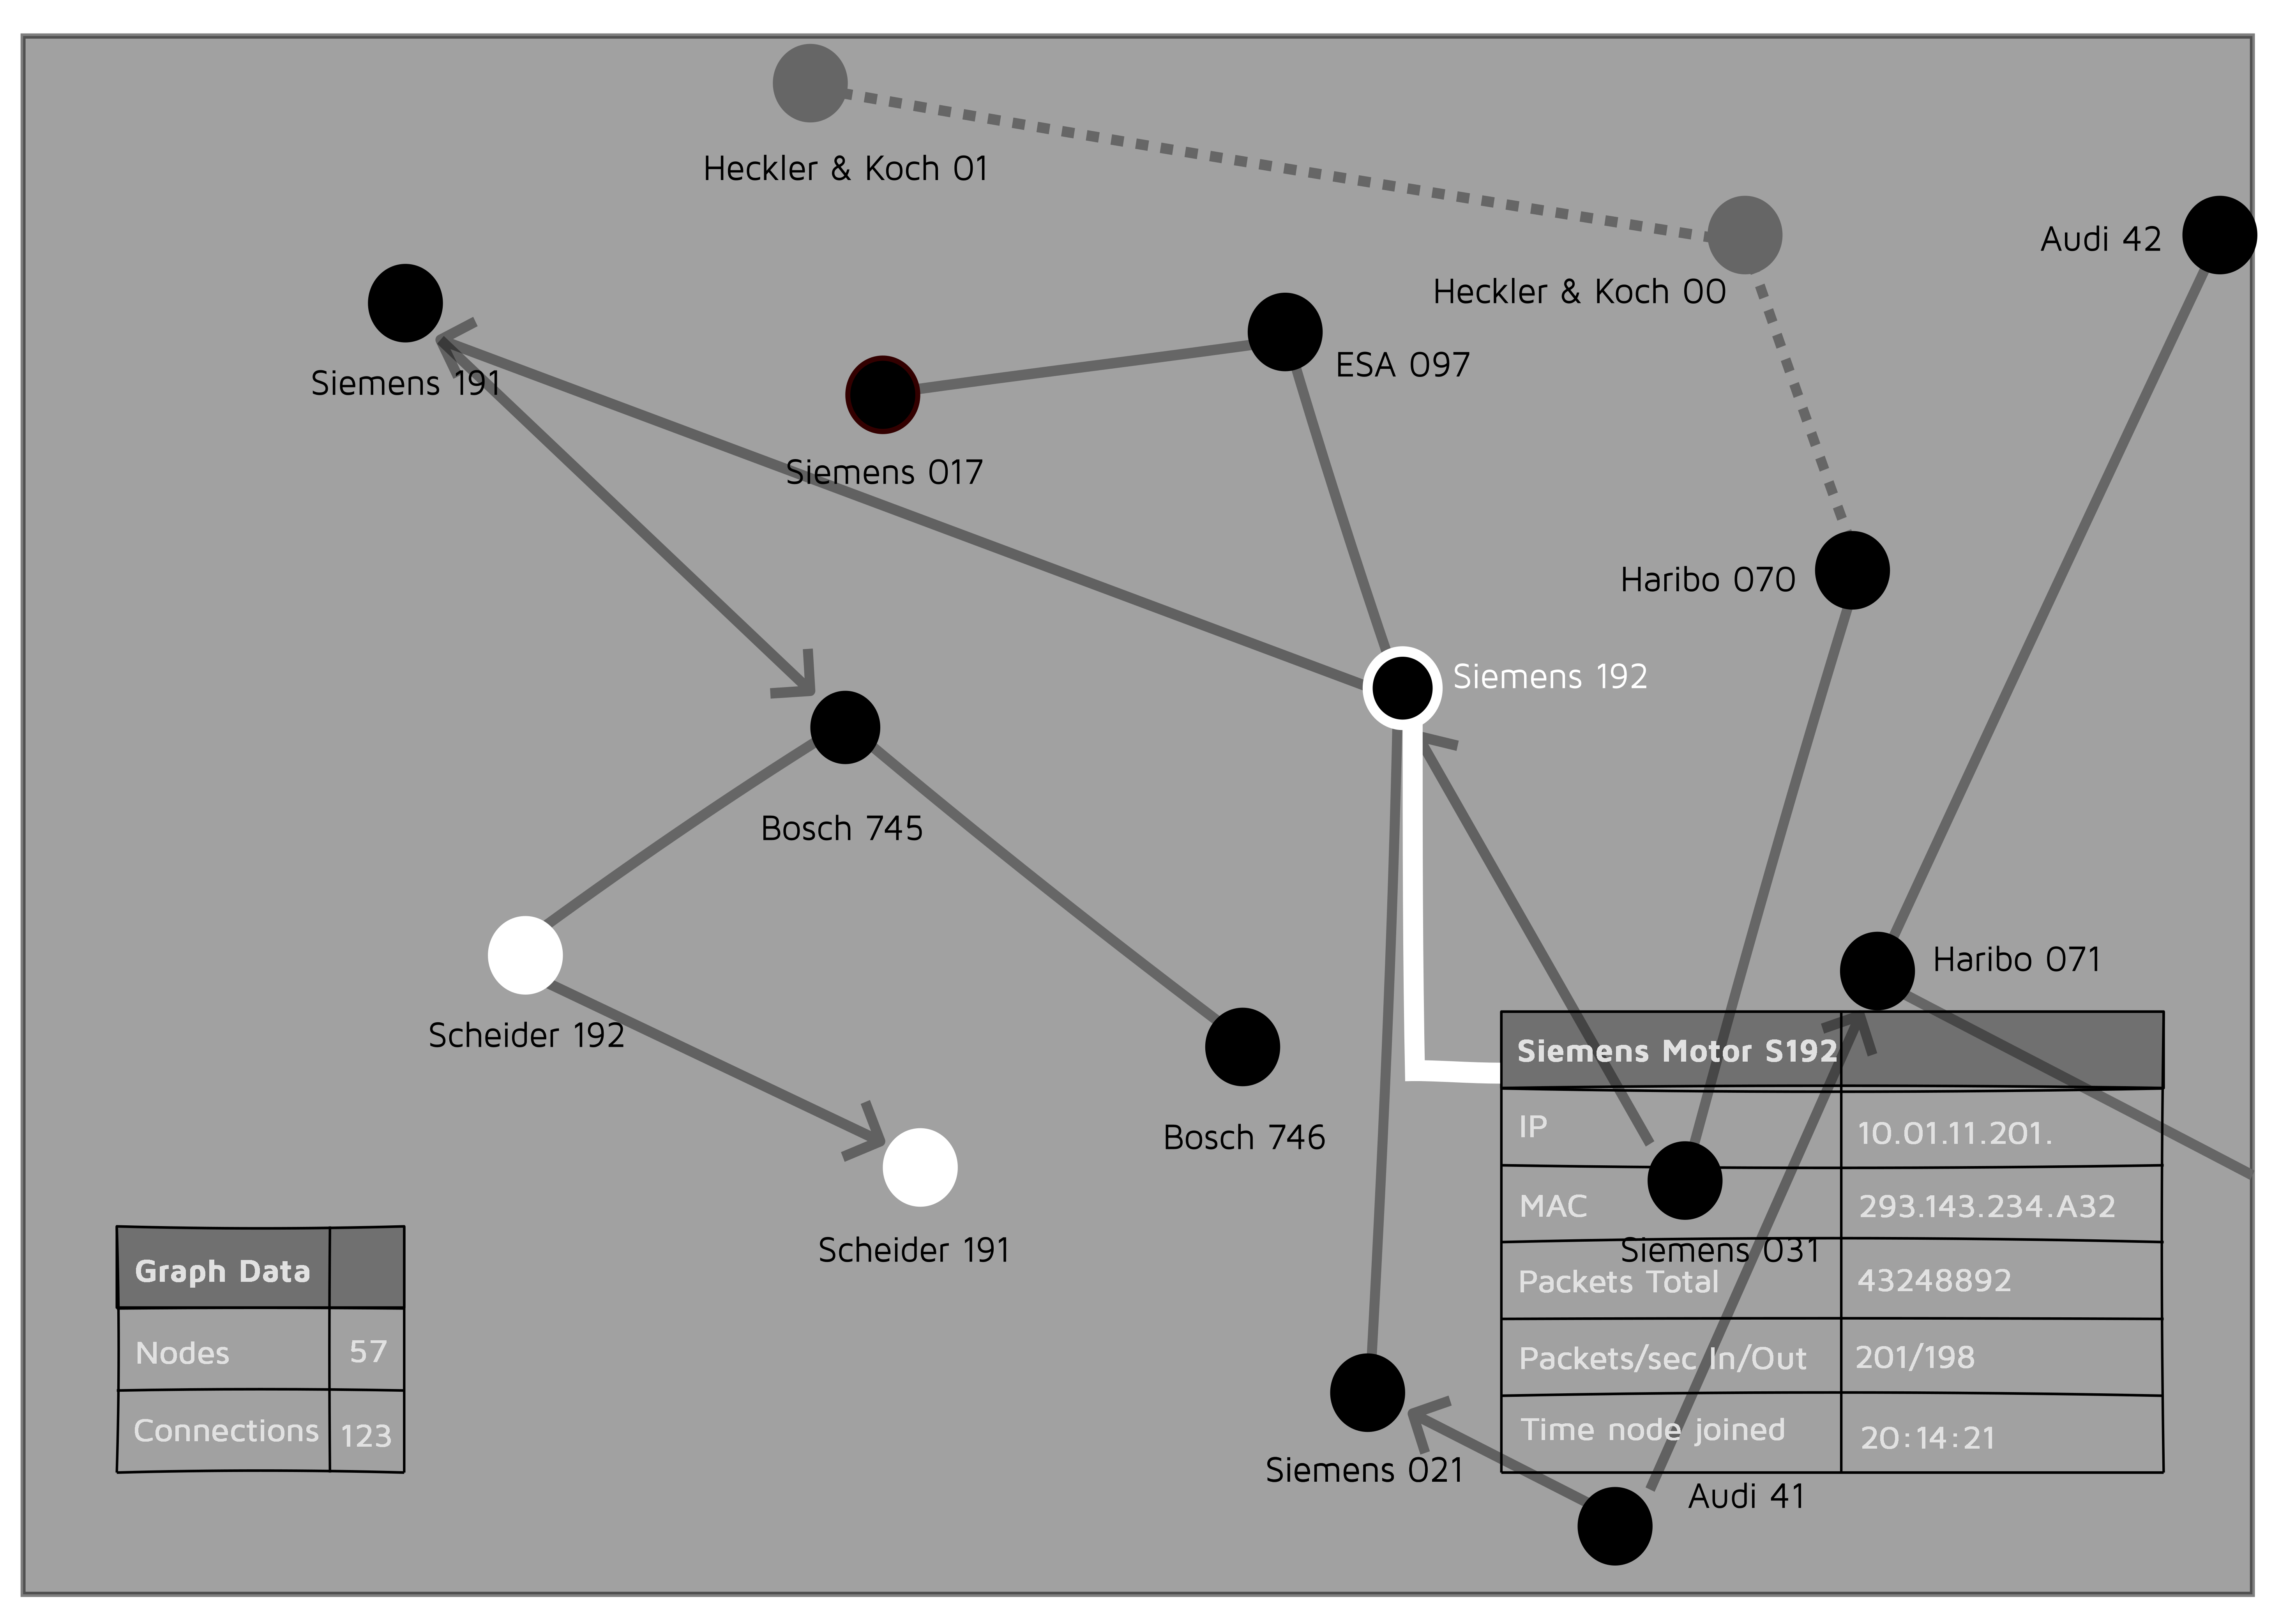 Heckler & Koch 01
Audi 42
Heckler & Koch 00
ESA 097
Siemens 191
Siemens 017
Haribo 070
Siemens 192
Bosch 745
Haribo 071
Scheider 192
Bosch 746
Scheider 191
Siemens 031
Siemens Motor S192
IP 10.01.11.201.
MAC 293.143.234.A32
Packets Total 43248892
Packets/sec In/Out 201/198
Time node joined 20:14:21
Graph Data
Nodes 57
Connections 123
Siemens 021
Audi 41